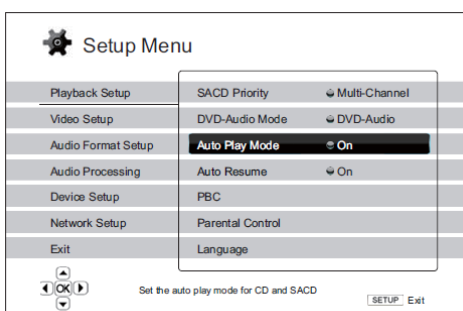 Setup Menu
Playback Setup
SACD Priority Multi-Channel
Video Setup
DVD-Audio Mode DVD-Audio
Audio Format Setup
Auto Play Mode On
Audio Processing
Auto Resume On
Device Setup
PBC
Network Setup
Parental Control
Exit
Language
OK
Set the auto play mode for CD and SACD
SETUP Exit